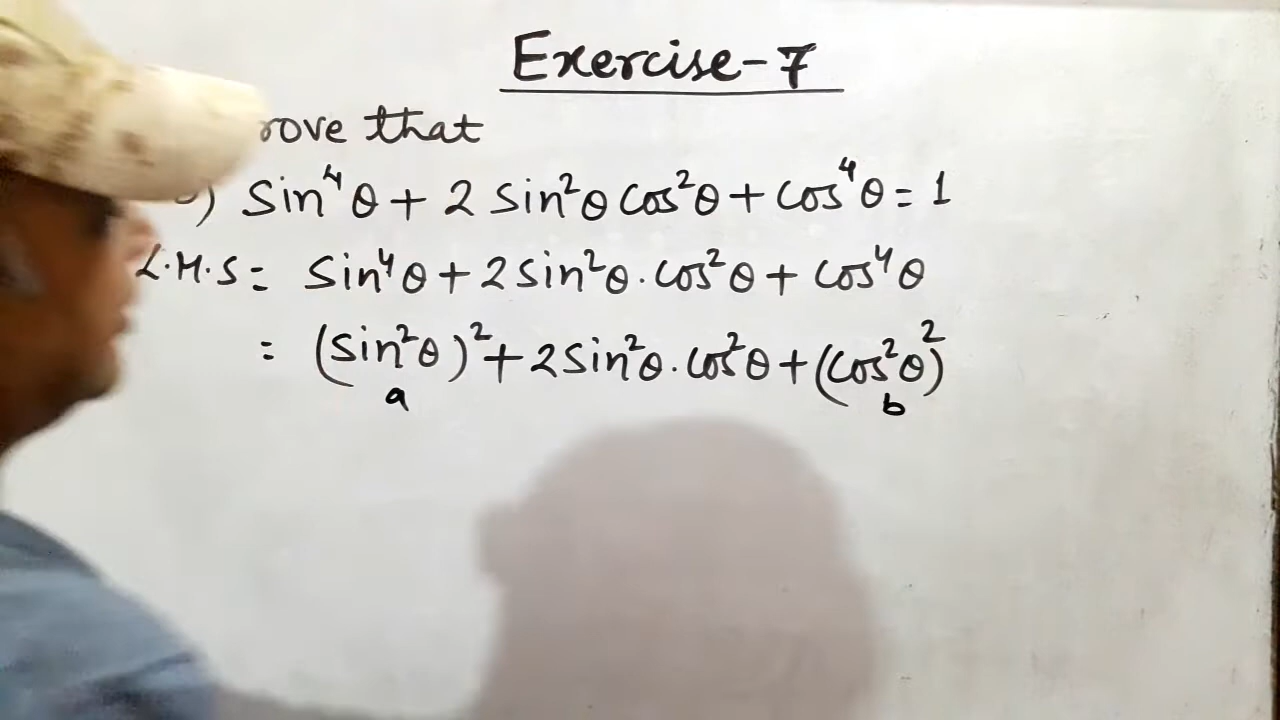 Exercise-7
rove that
) Sin⁴θ + 2 Sin²θ Cos²θ + Cos⁴θ = 1
L.H.S = Sin⁴θ + 2Sin²θ . Cos²θ + Cos⁴θ
= (Sin²θ)² + 2Sin²θ . Cos²θ + (Cos²θ)²
a b